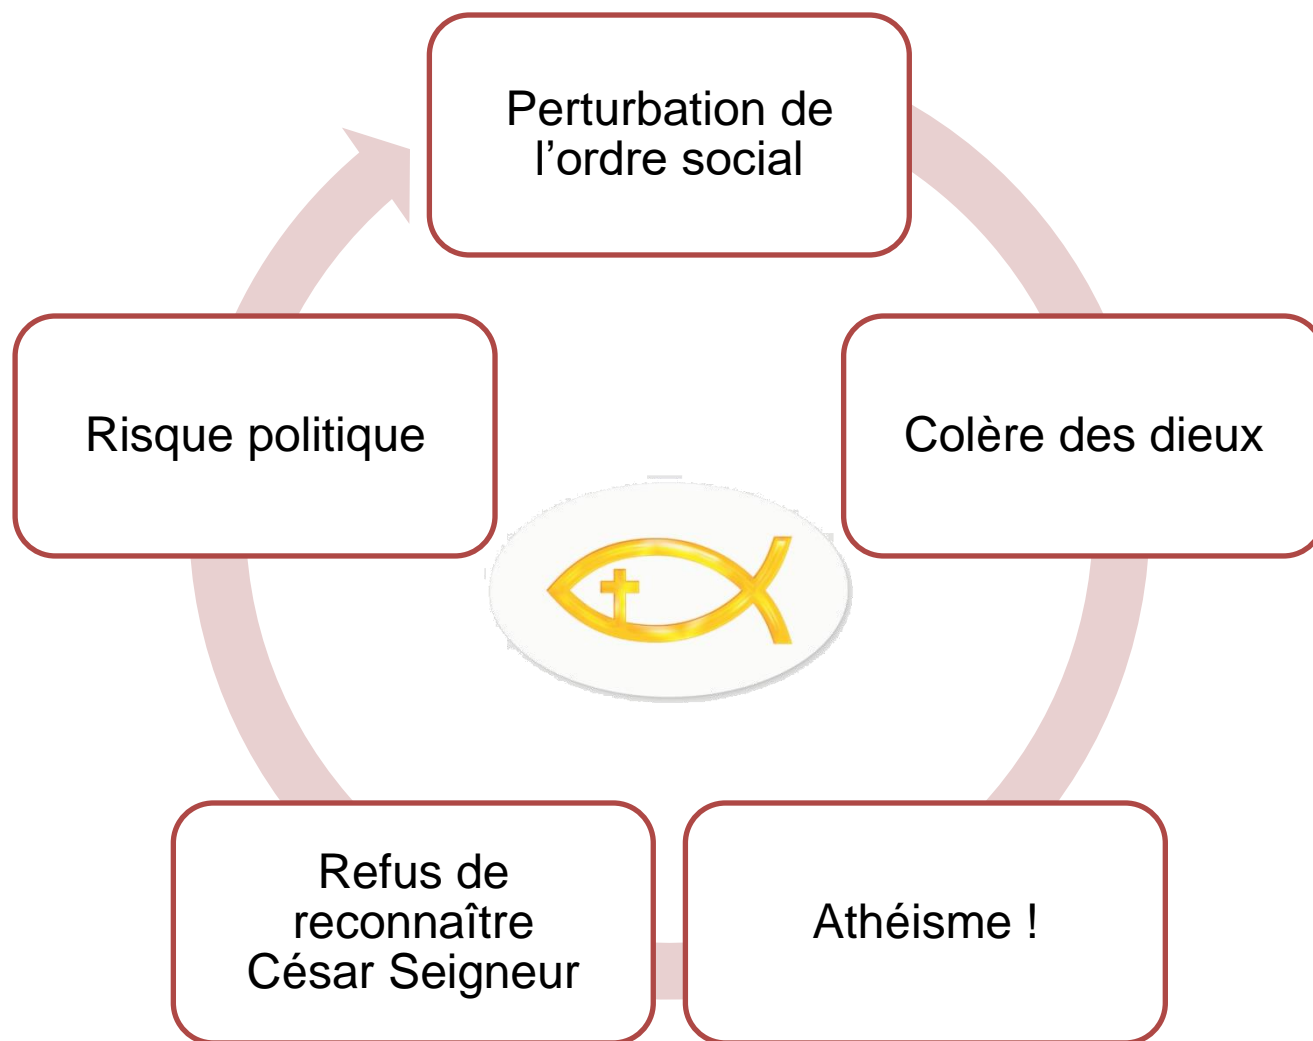 Perturbation de
l’ordre social
Colère des dieux
Athéisme !
Refus de
reconnaître
César Seigneur
Risque politique